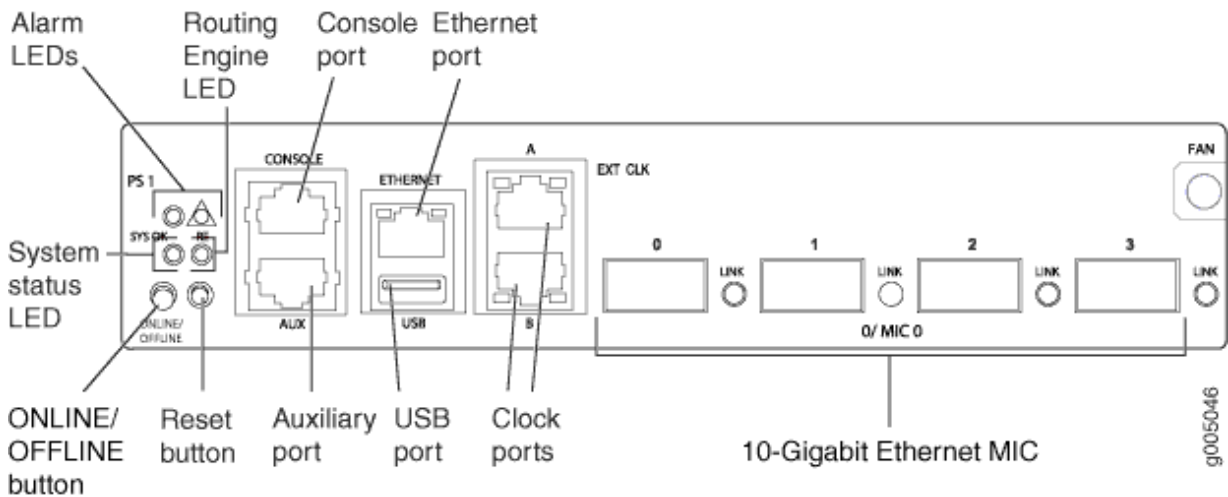 Alarm
LEDs
Routing
Engine
LED
Console
port
Ethernet
port
PS 1
CONSOLE
ETHERNET
A
EXT CLK
FAN
SYS OK
RE
System
status
LED
0
1
2
3
LINK
LINK
LINK
LINK
ONLINE/
OFFLINE
AUX
USB
B
0/ MIC 0
ONLINE/
OFFLINE
button
Reset
button
Auxiliary
port
USB
port
Clock
ports
10-Gigabit Ethernet MIC
g005046